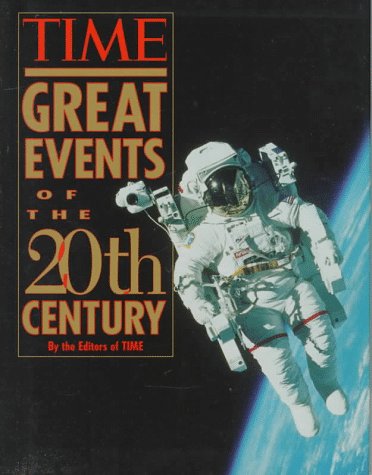 TIME
GREAT
EVENTS
OF
THE
20th
CENTURY
By the Editors of TIME